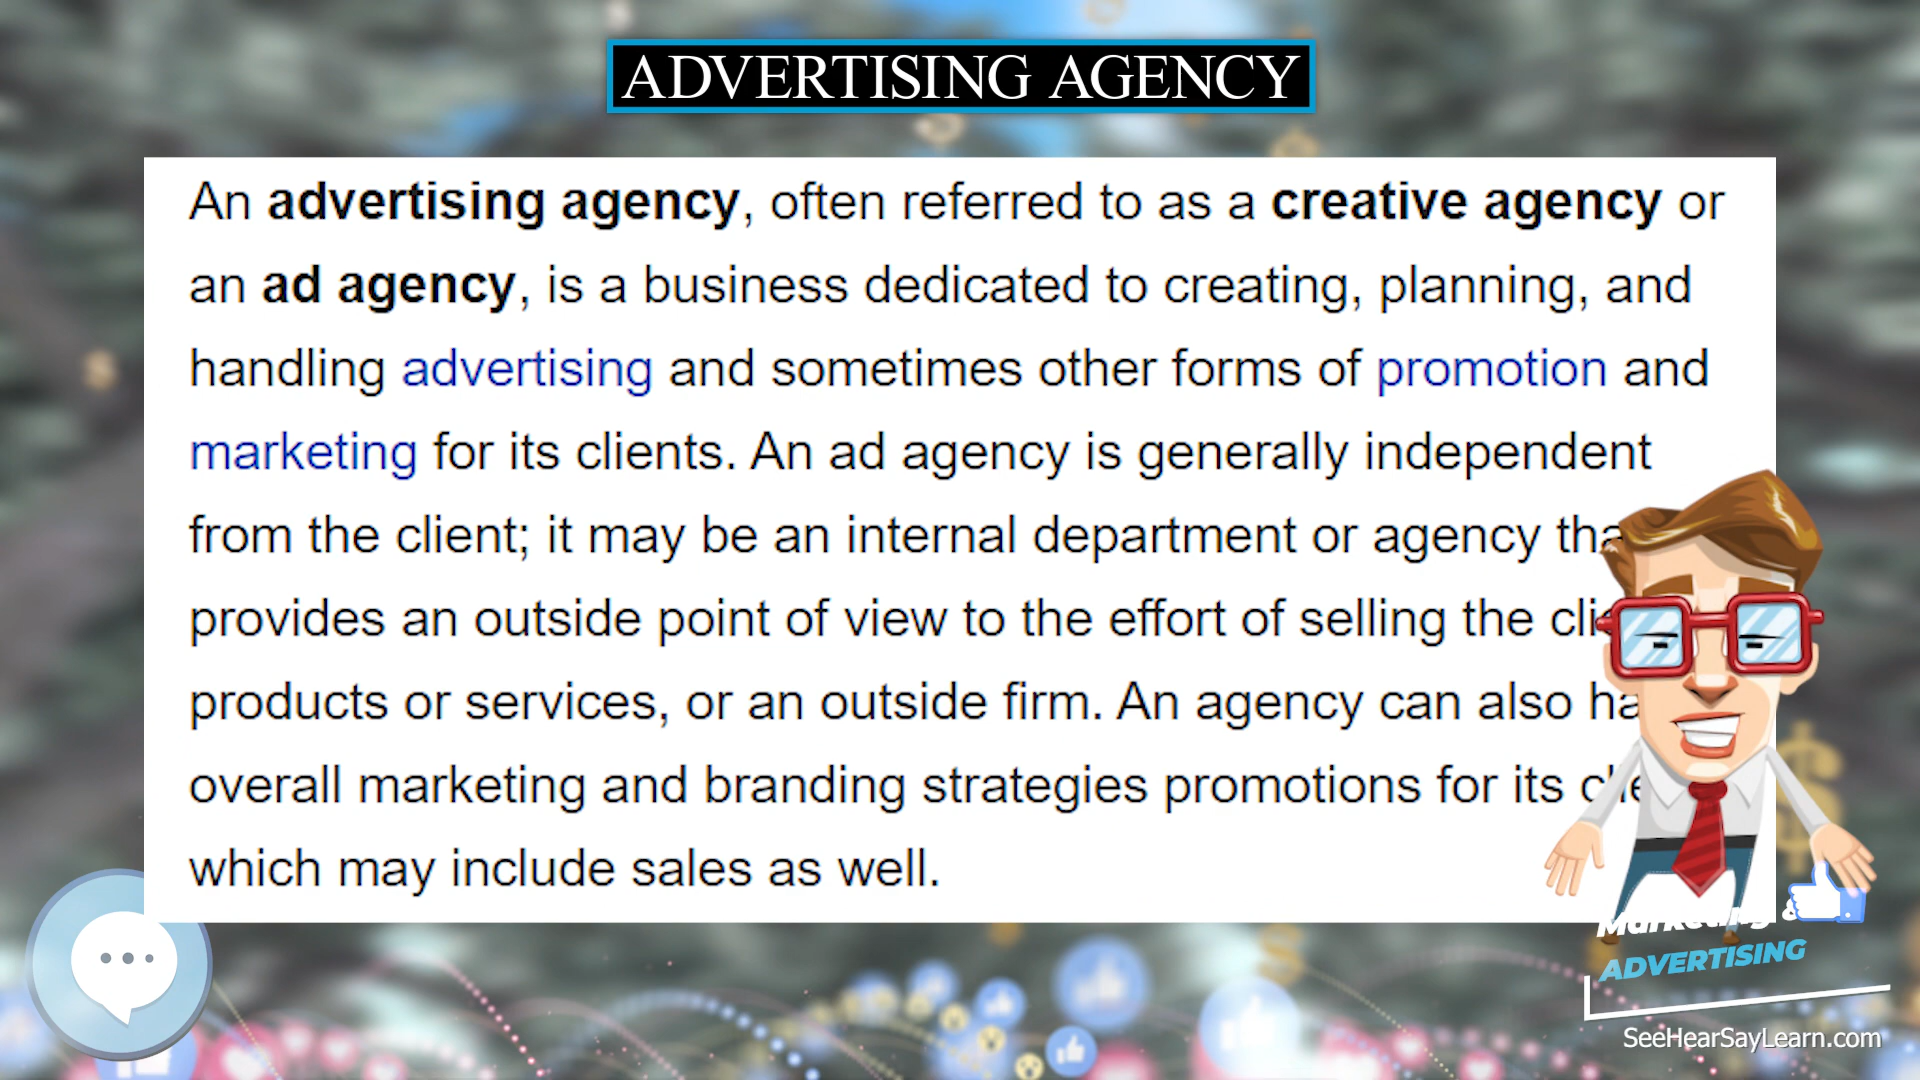 ADVERTISING AGENCY
An advertising agency, often referred to as a creative agency or
an ad agency, is a business dedicated to creating, planning, and
handling advertising and sometimes other forms of promotion and
marketing for its clients. An ad agency is generally independent
from the client; it may be an internal department or agency
provides an outside point of view to the effort of selling the
products or services, or an outside firm. An agency can also
overall marketing and branding strategies promotions for its
which may include sales as well.
Marketing &
ADVERTISING
SeeHearSayLearn.com